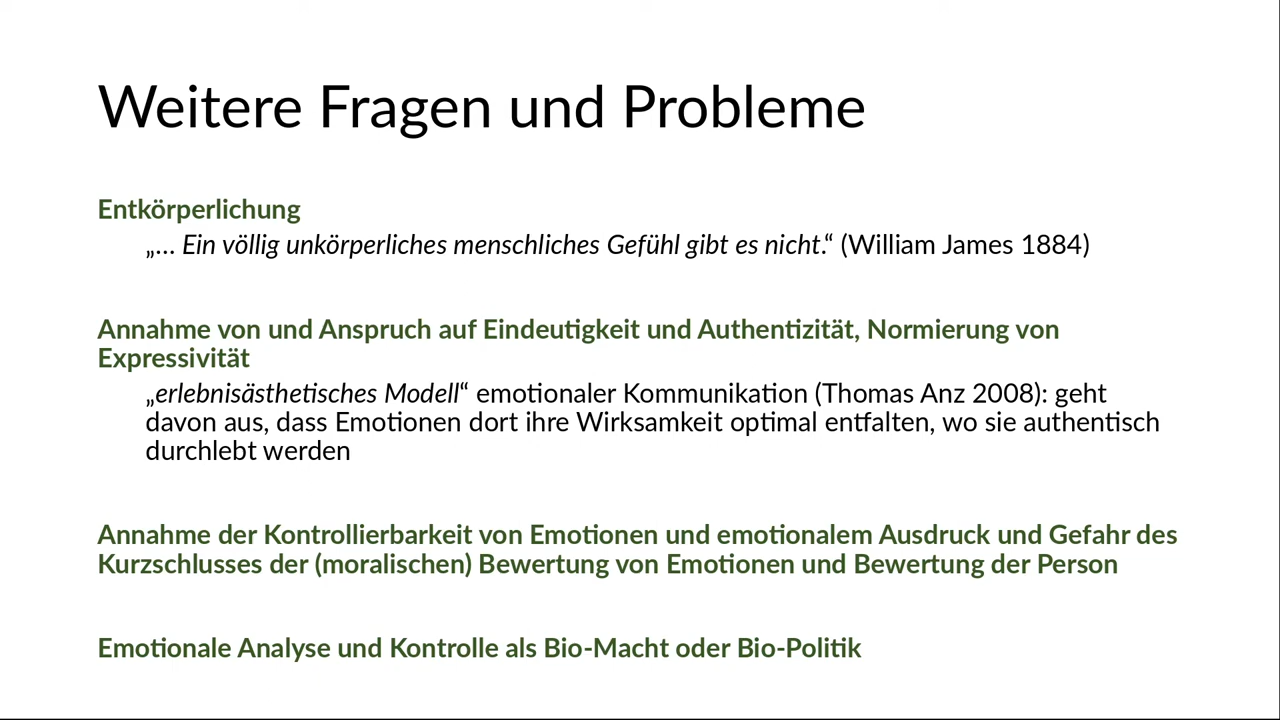 Weitere Fragen und Probleme
Entkörperlichung
„… Ein völlig unkörperliches menschliches Gefühl gibt es nicht.“ (William James 1884)
Annahme von und Anspruch auf Eindeutigkeit und Authentizität, Normierung von
Expressivität
„erlebnisästhetisches Modell“ emotionaler Kommunikation (Thomas Anz 2008): geht
davon aus, dass Emotionen dort ihre Wirksamkeit optimal entfalten, wo sie authentisch
durchlebt werden
Annahme der Kontrollierbarkeit von Emotionen und emotionalem Ausdruck und Gefahr des
Kurzschlusses der (moralischen) Bewertung von Emotionen und Bewertung der Person
Emotionale Analyse und Kontrolle als Bio-Macht oder Bio-Politik